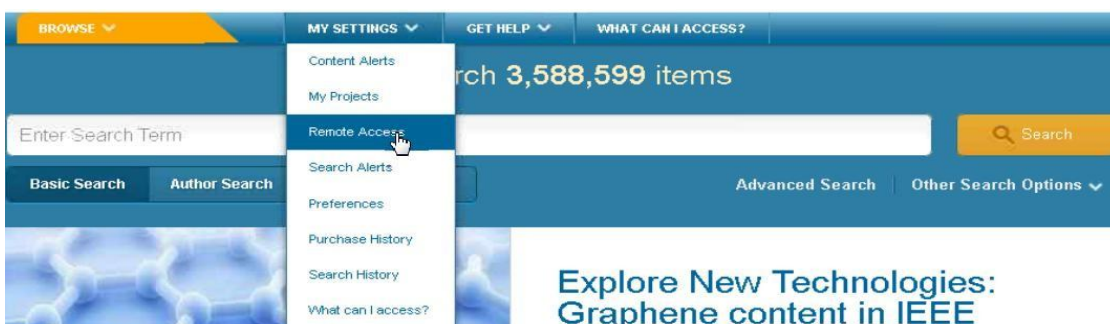 BROWSE MY SETTINGS GET HELP WHAT CAN I ACCESS?
Content Alerts
rch 3,588,599 items
My Projects
Enter Search Term
Remote Access
Search
Search Alerts
Basic Search Author Search
Advanced Search Other Search Options
Preferences
Purchase History
Search History
What can I access?
Explore New Technologies:
Graphene content in IEEE